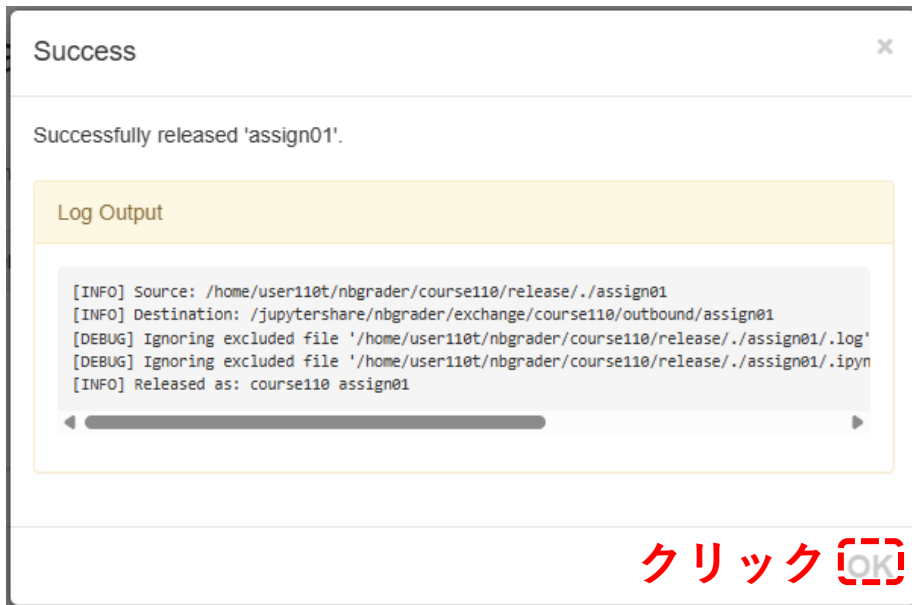 Success ×
Successfully released 'assign01'.
Log Output
[INFO] Source: /home/user110t/nbgrader/course110/release/./assign01
[INFO] Destination: /jupytershare/nbgrader/exchange/course110/outbound/assign01
[DEBUG] Ignoring excluded file '/home/user110t/nbgrader/course110/release/./assign01/.log'
[DEBUG] Ignoring excluded file '/home/user110t/nbgrader/course110/release/./assign01/.ipyn
[INFO] Released as: course110 assign01
クリック OK